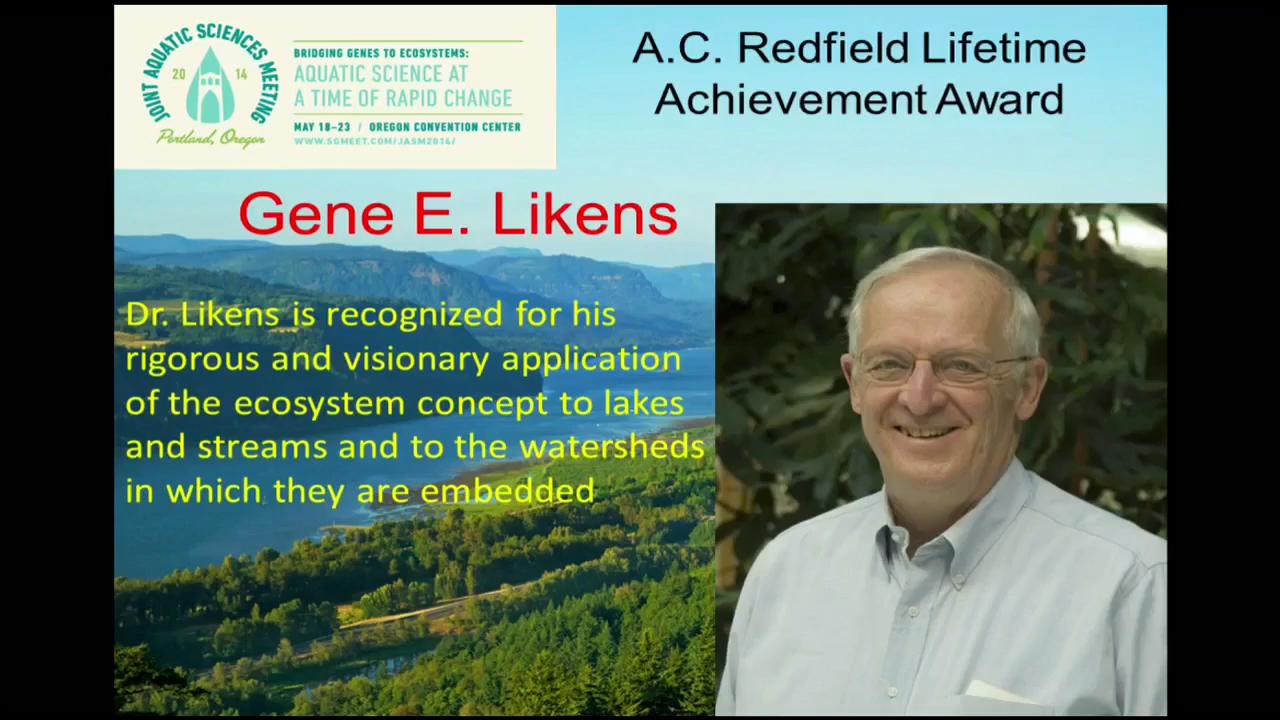 JOINT AQUATIC SCIENCES MEETING
20 14
Portland, Oregon
BRIDGING GENES TO ECOSYSTEMS:
AQUATIC SCIENCE AT
A TIME OF RAPID CHANGE
MAY 18–23 / OREGON CONVENTION CENTER
WWW.SGMEET.COM/JASM2014/
A.C. Redfield Lifetime
Achievement Award
Gene E. Likens
Dr. Likens is recognized for his
rigorous and visionary application
of the ecosystem concept to lakes
and streams and to the watersheds
in which they are embedded